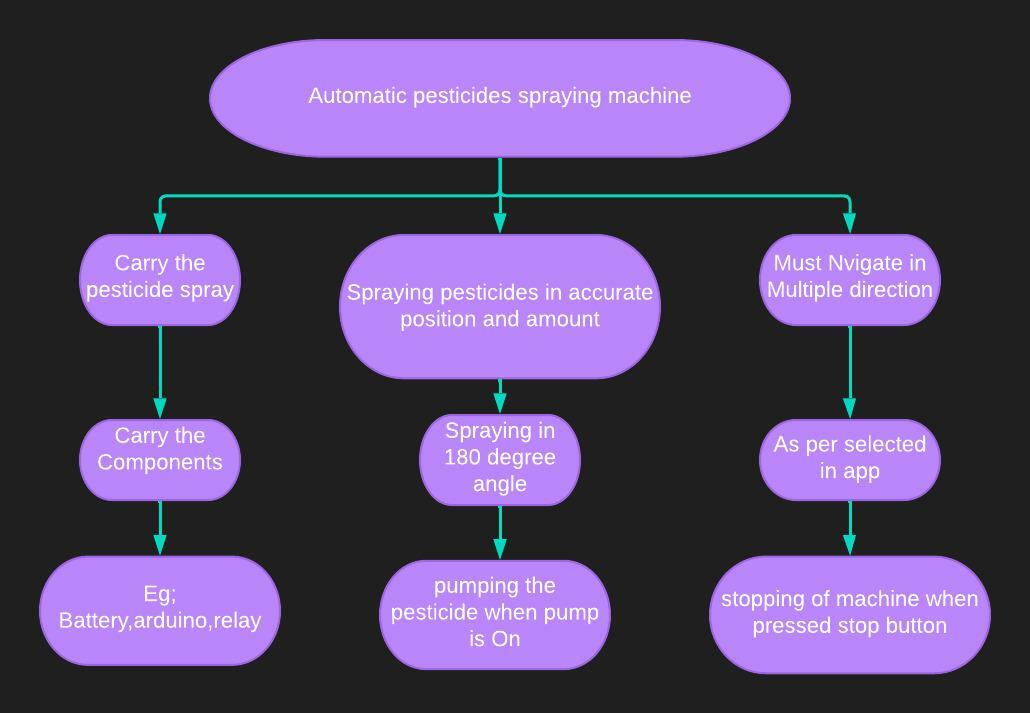 Automatic pesticides spraying machine
Carry the
pesticide spray
Spraying pesticides in accurate
position and amount
Must Nvigate in
Multiple direction
Carry the
Components
Spraying in
180 degree
angle
As per selected
in app
Eg;
Battery,arduino,relay
pumping the
pesticide when pump
is On
stopping of machine when
pressed stop button